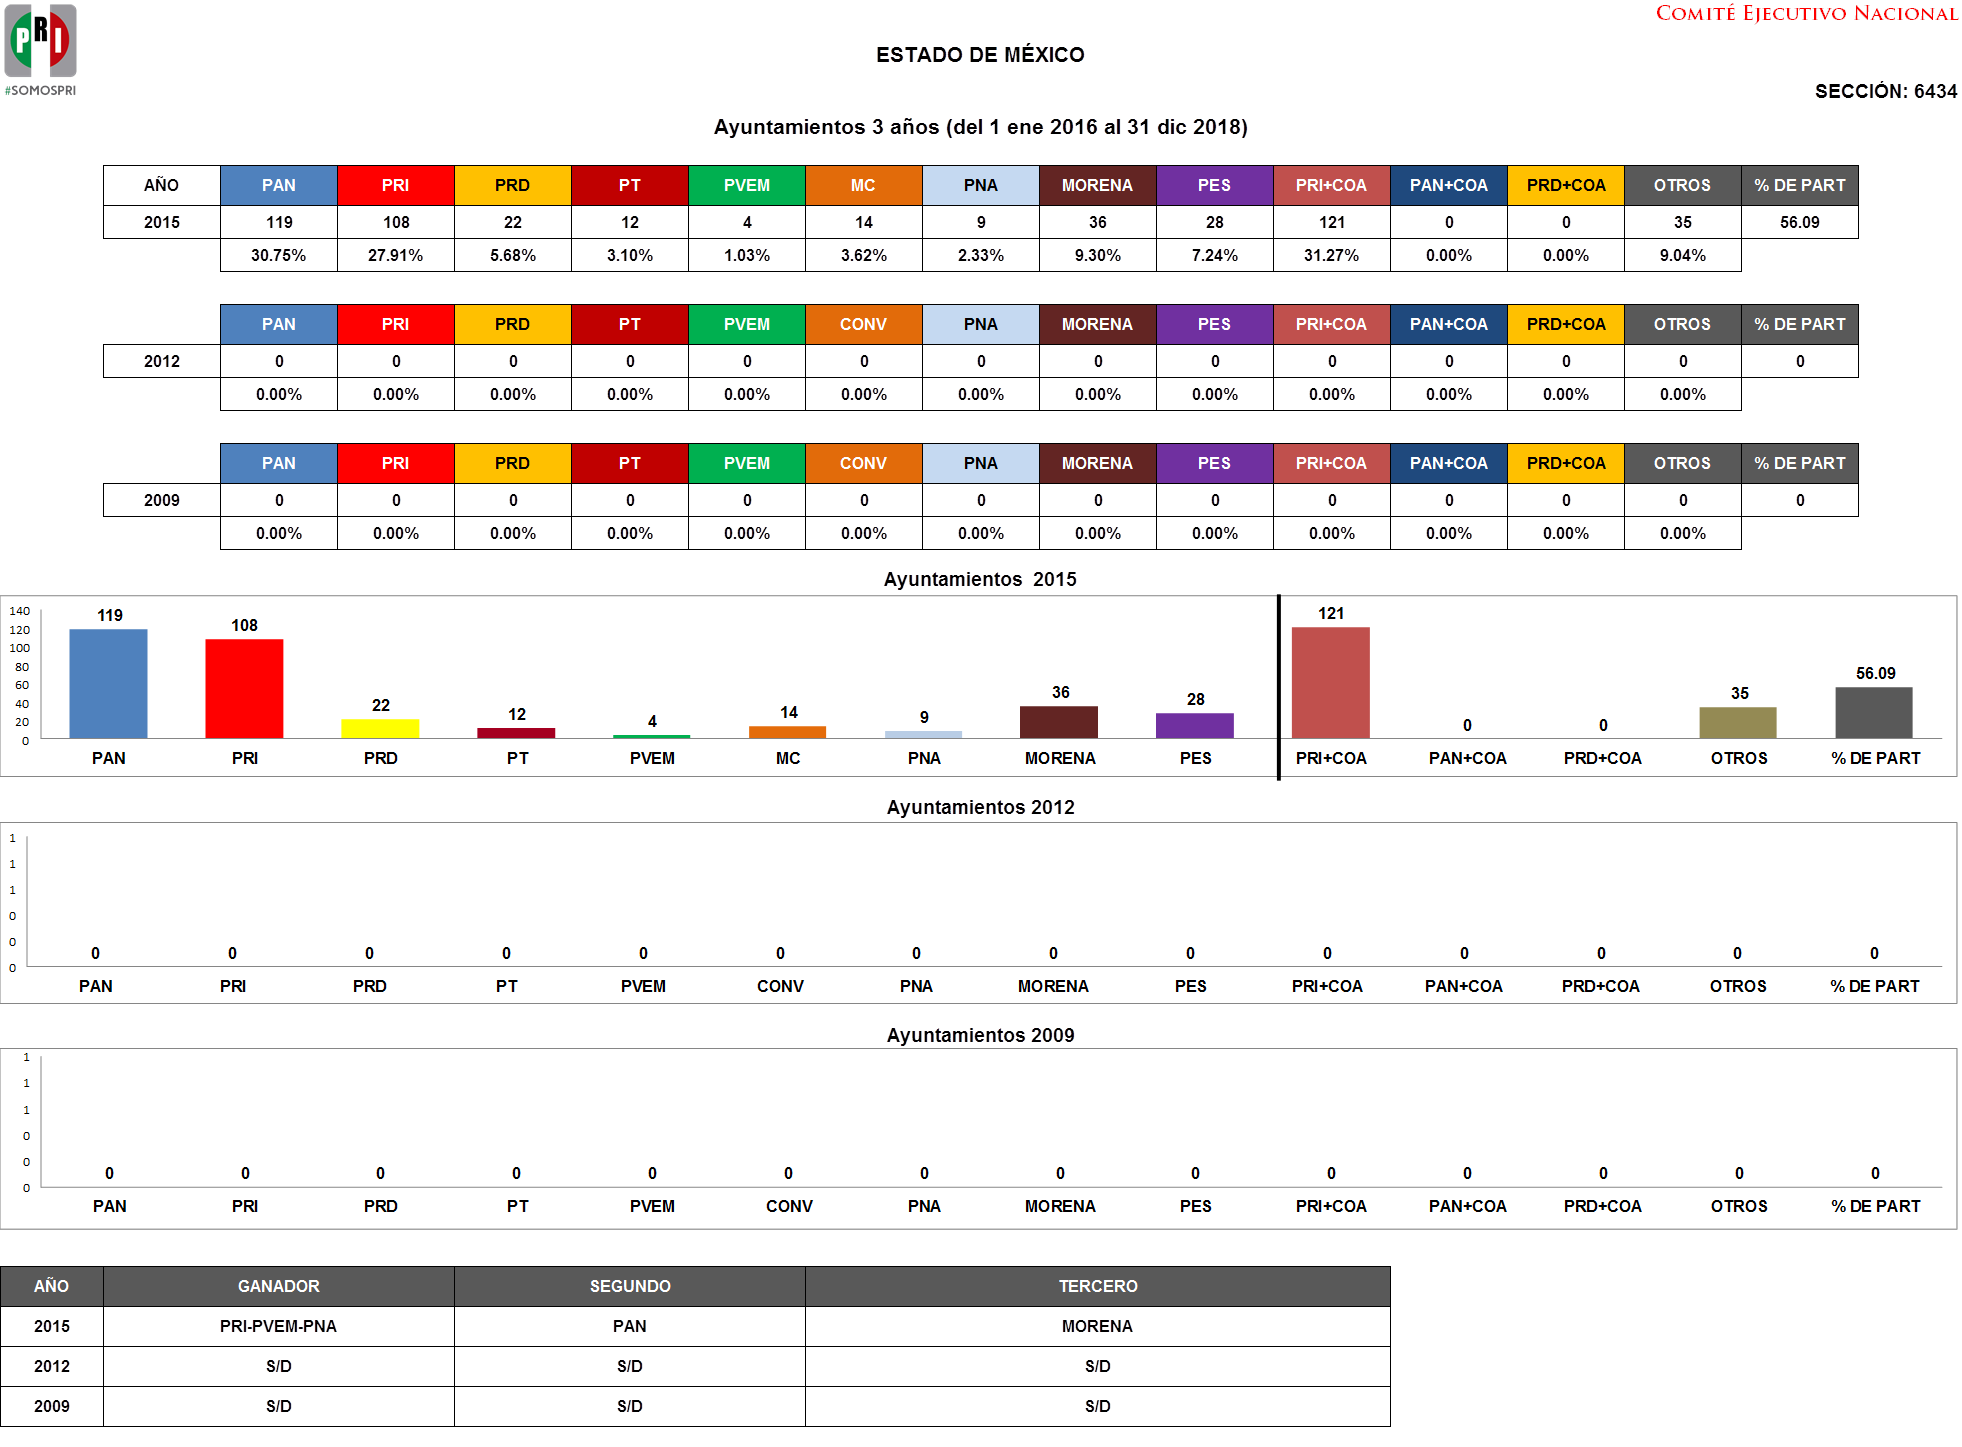 PRI
#SOMOSPRI
COMITÉ EJECUTIVO NACIONAL
ESTADO DE MÉXICO
SECCIÓN: 6434
Ayuntamientos 3 años (del 1 ene 2016 al 31 dic 2018)
AÑO PAN PRI PRD PT PVEM MC PNA MORENA PES PRI+COA PAN+COA PRD+COA OTROS % DE PART
2015 119 108 22 12 4 14 9 36 28 121 0 0 35 56.09
30.75% 27.91% 5.68% 3.10% 1.03% 3.62% 2.33% 9.30% 7.24% 31.27% 0.00% 0.00% 9.04%
PAN PRI PRD PT PVEM CONV PNA MORENA PES PRI+COA PAN+COA PRD+COA OTROS % DE PART
2012 0 0 0 0 0 0 0 0 0 0 0 0 0 0
0.00% 0.00% 0.00% 0.00% 0.00% 0.00% 0.00% 0.00% 0.00% 0.00% 0.00% 0.00% 0.00%
PAN PRI PRD PT PVEM CONV PNA MORENA PES PRI+COA PAN+COA PRD+COA OTROS % DE PART
2009 0 0 0 0 0 0 0 0 0 0 0 0 0 0
0.00% 0.00% 0.00% 0.00% 0.00% 0.00% 0.00% 0.00% 0.00% 0.00% 0.00% 0.00% 0.00%
Ayuntamientos 2015
140
120
100
80
60
40
20
0
119 108 22 12 4 14 9 36 28 121 0 0 35 56.09
PAN PRI PRD PT PVEM MC PNA MORENA PES PRI+COA PAN+COA PRD+COA OTROS % DE PART
Ayuntamientos 2012
1
1
1
0
0
0
0 0 0 0 0 0 0 0 0 0 0 0 0 0
PAN PRI PRD PT PVEM CONV PNA MORENA PES PRI+COA PAN+COA PRD+COA OTROS % DE PART
Ayuntamientos 2009
1
1
1
0
0
0
0 0 0 0 0 0 0 0 0 0 0 0 0 0
PAN PRI PRD PT PVEM CONV PNA MORENA PES PRI+COA PAN+COA PRD+COA OTROS % DE PART
AÑO GANADOR SEGUNDO TERCERO
2015 PRI-PVEM-PNA PAN MORENA
2012 S/D S/D S/D
2009 S/D S/D S/D